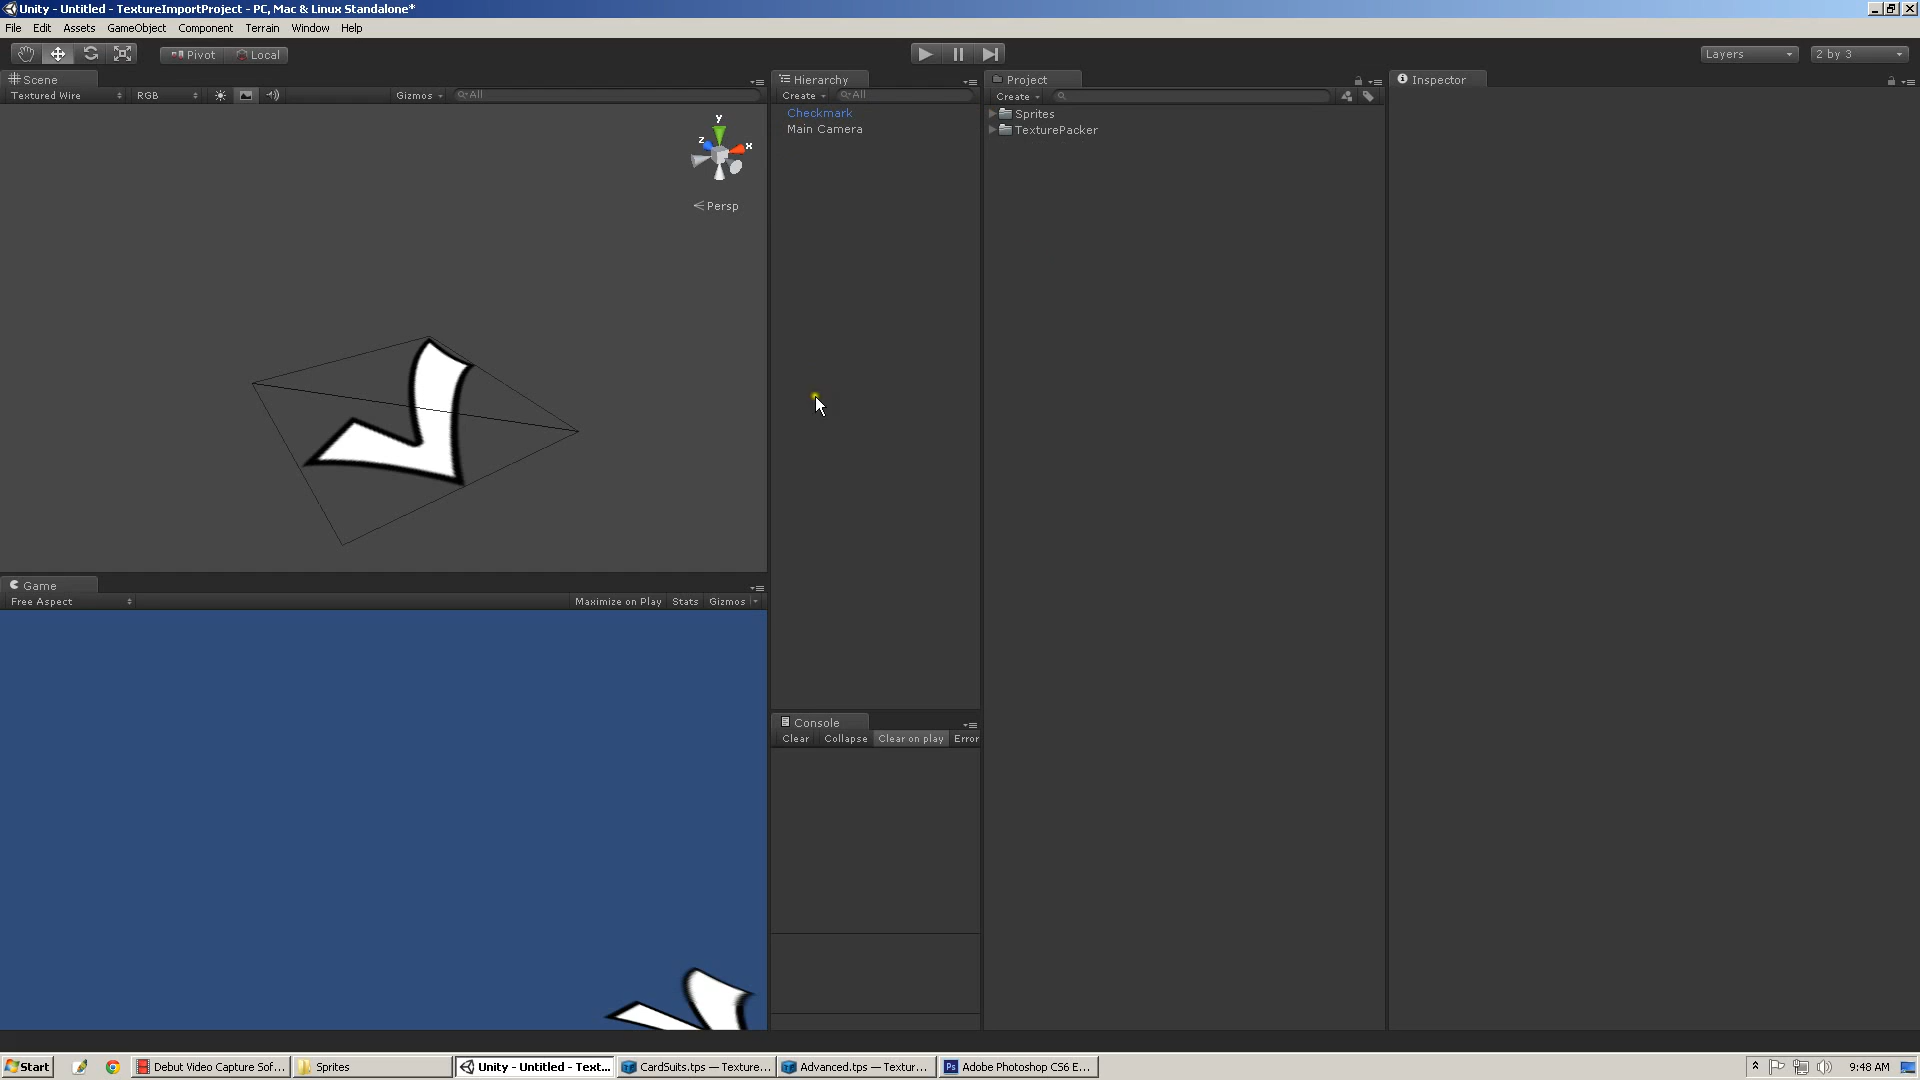 Unity - Untitled - TextureImportProject - PC, Mac & Linux Standalone*
File Edit Assets GameObject Component Terrain Window Help
Pivot Local Layers 2 by 3
Scene Hierarchy Project Inspector
Textured Wire RGB Gizmos All Create All Create
Checkmark Sprites
Main Camera TexturePacker
y
z x
Persp
Game
Free Aspect Maximize on Play Stats Gizmos
Console
Clear Collapse Clear on play Error
Start Debut Video Capture Sof... Sprites Unity - Untitled - Text... CardSuits.tps — Texture... Advanced.tps — Textur... Ps Adobe Photoshop CS6 E... 9:48 AM